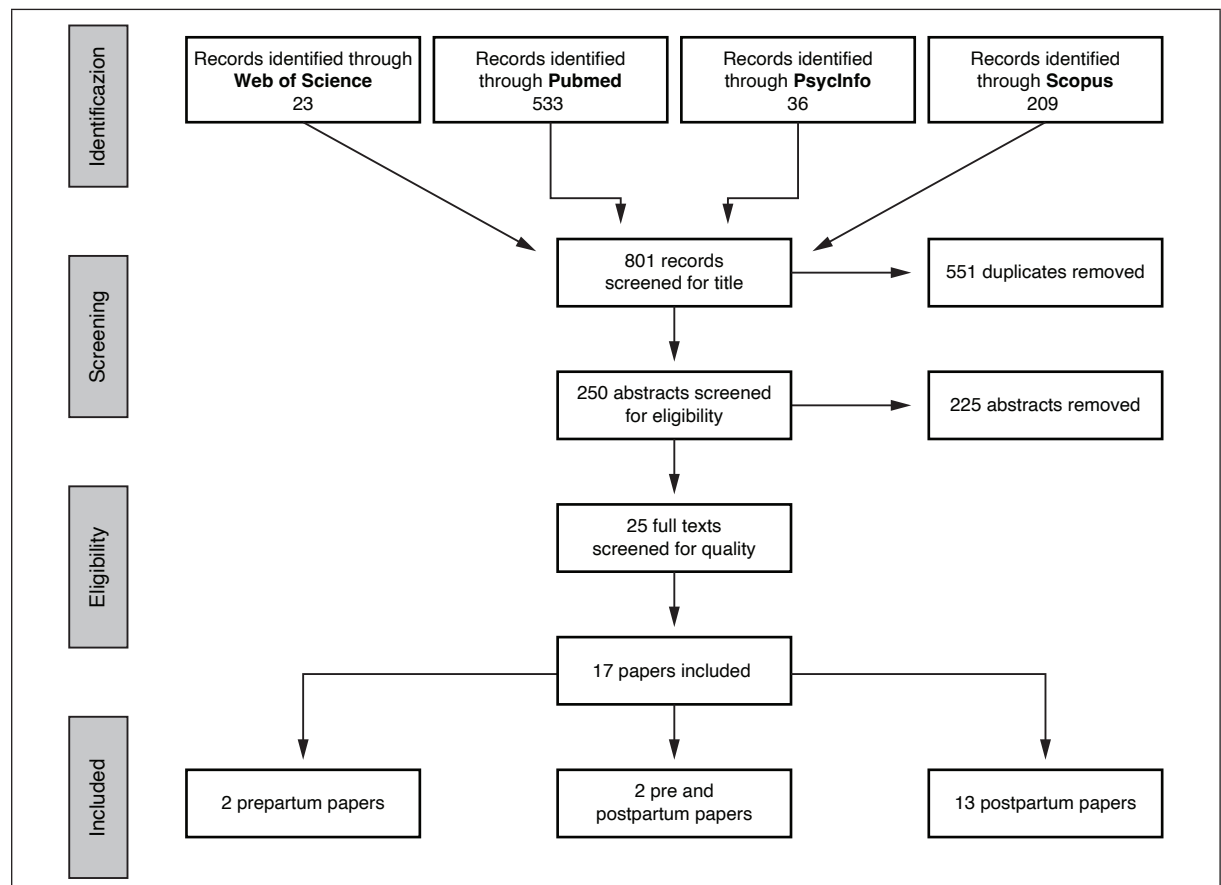 Identificazion
Records identified through
Web of Science
23
Records identified
through Pubmed
533
Records identified
through PsycInfo
36
Records identified
through Scopus
209
Screening
801 records
screened for title
551 duplicates removed
250 abstracts screened
for eligibility
225 abstracts removed
Eligibility
25 full texts
screened for quality
17 papers included
Included
2 prepartum papers
2 pre and
postpartum papers
13 postpartum papers